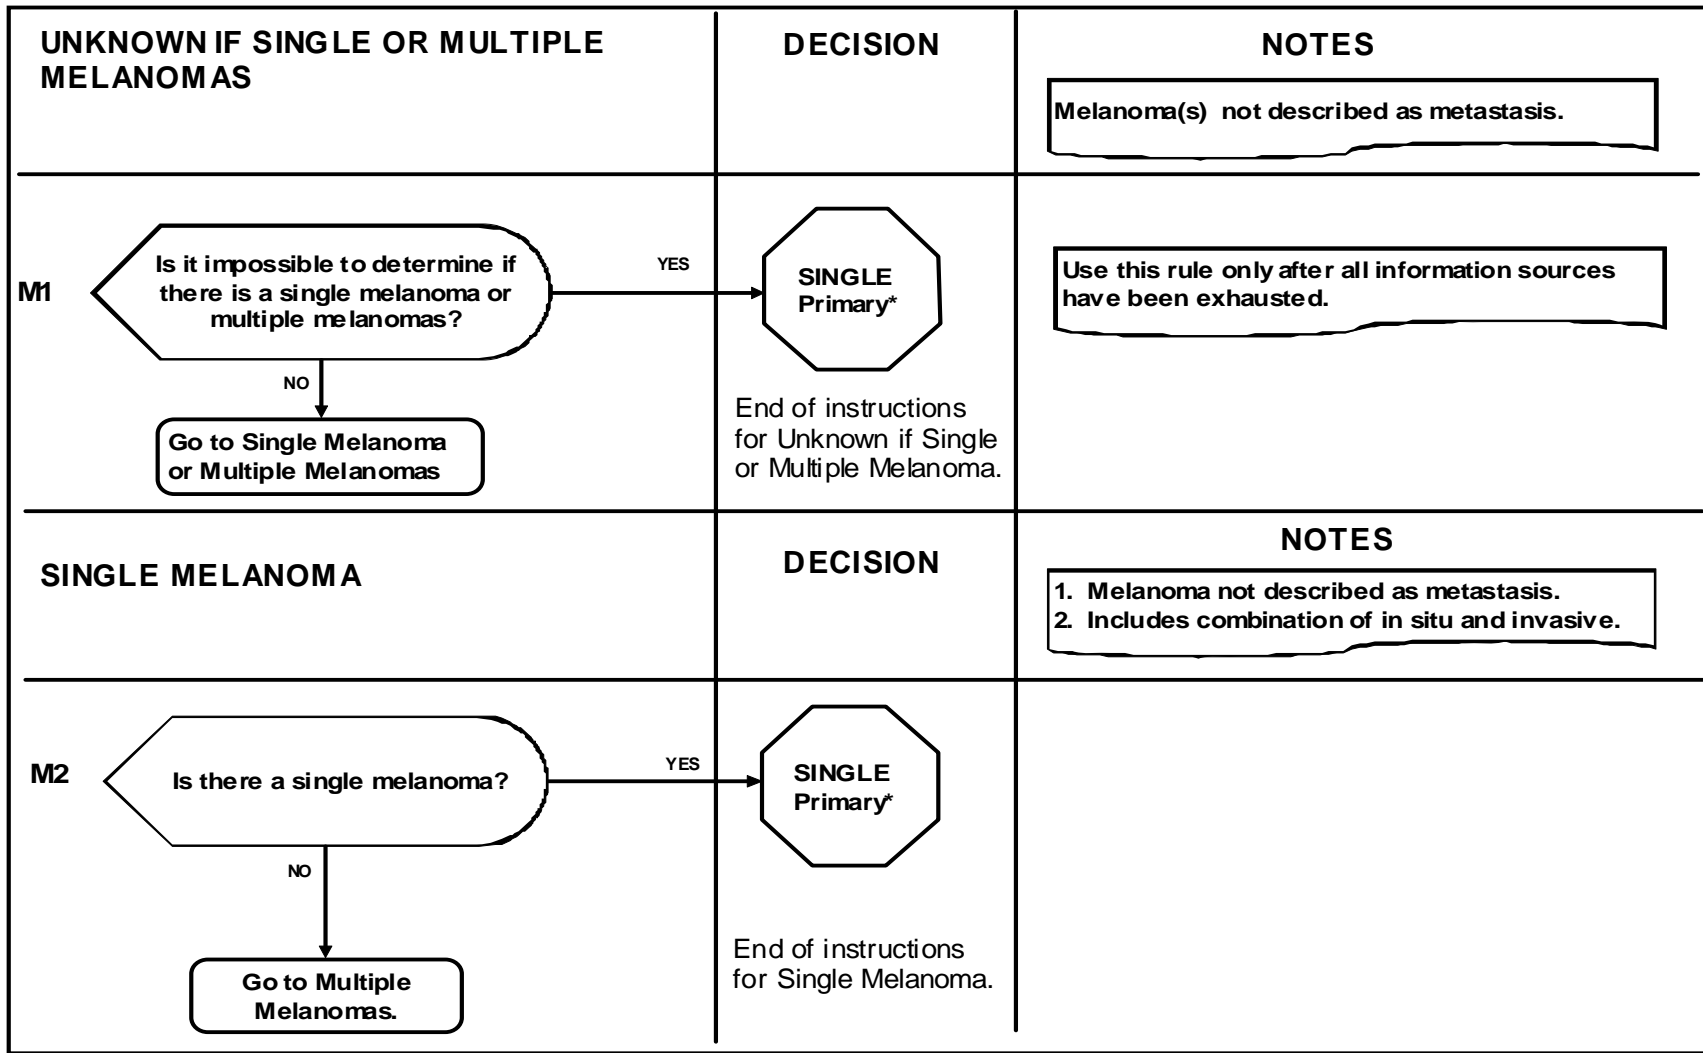 UNKNOWN IF SINGLE OR MULTIPLE
MELANOMAS
DECISION
NOTES
Melanoma(s) not described as metastasis.
M1
Is it impossible to determine if
there is a single melanoma or
multiple melanomas?
YES
SINGLE
Primary*
Use this rule only after all information sources
have been exhausted.
NO
Go to Single Melanoma
or Multiple Melanomas
End of instructions
for Unknown if Single
or Multiple Melanoma.
SINGLE MELANOMA
DECISION
NOTES
1. Melanoma not described as metastasis.
2. Includes combination of in situ and invasive.
M2
Is there a single melanoma?
YES
SINGLE
Primary*
NO
Go to Multiple
Melanomas.
End of instructions
for Single Melanoma.